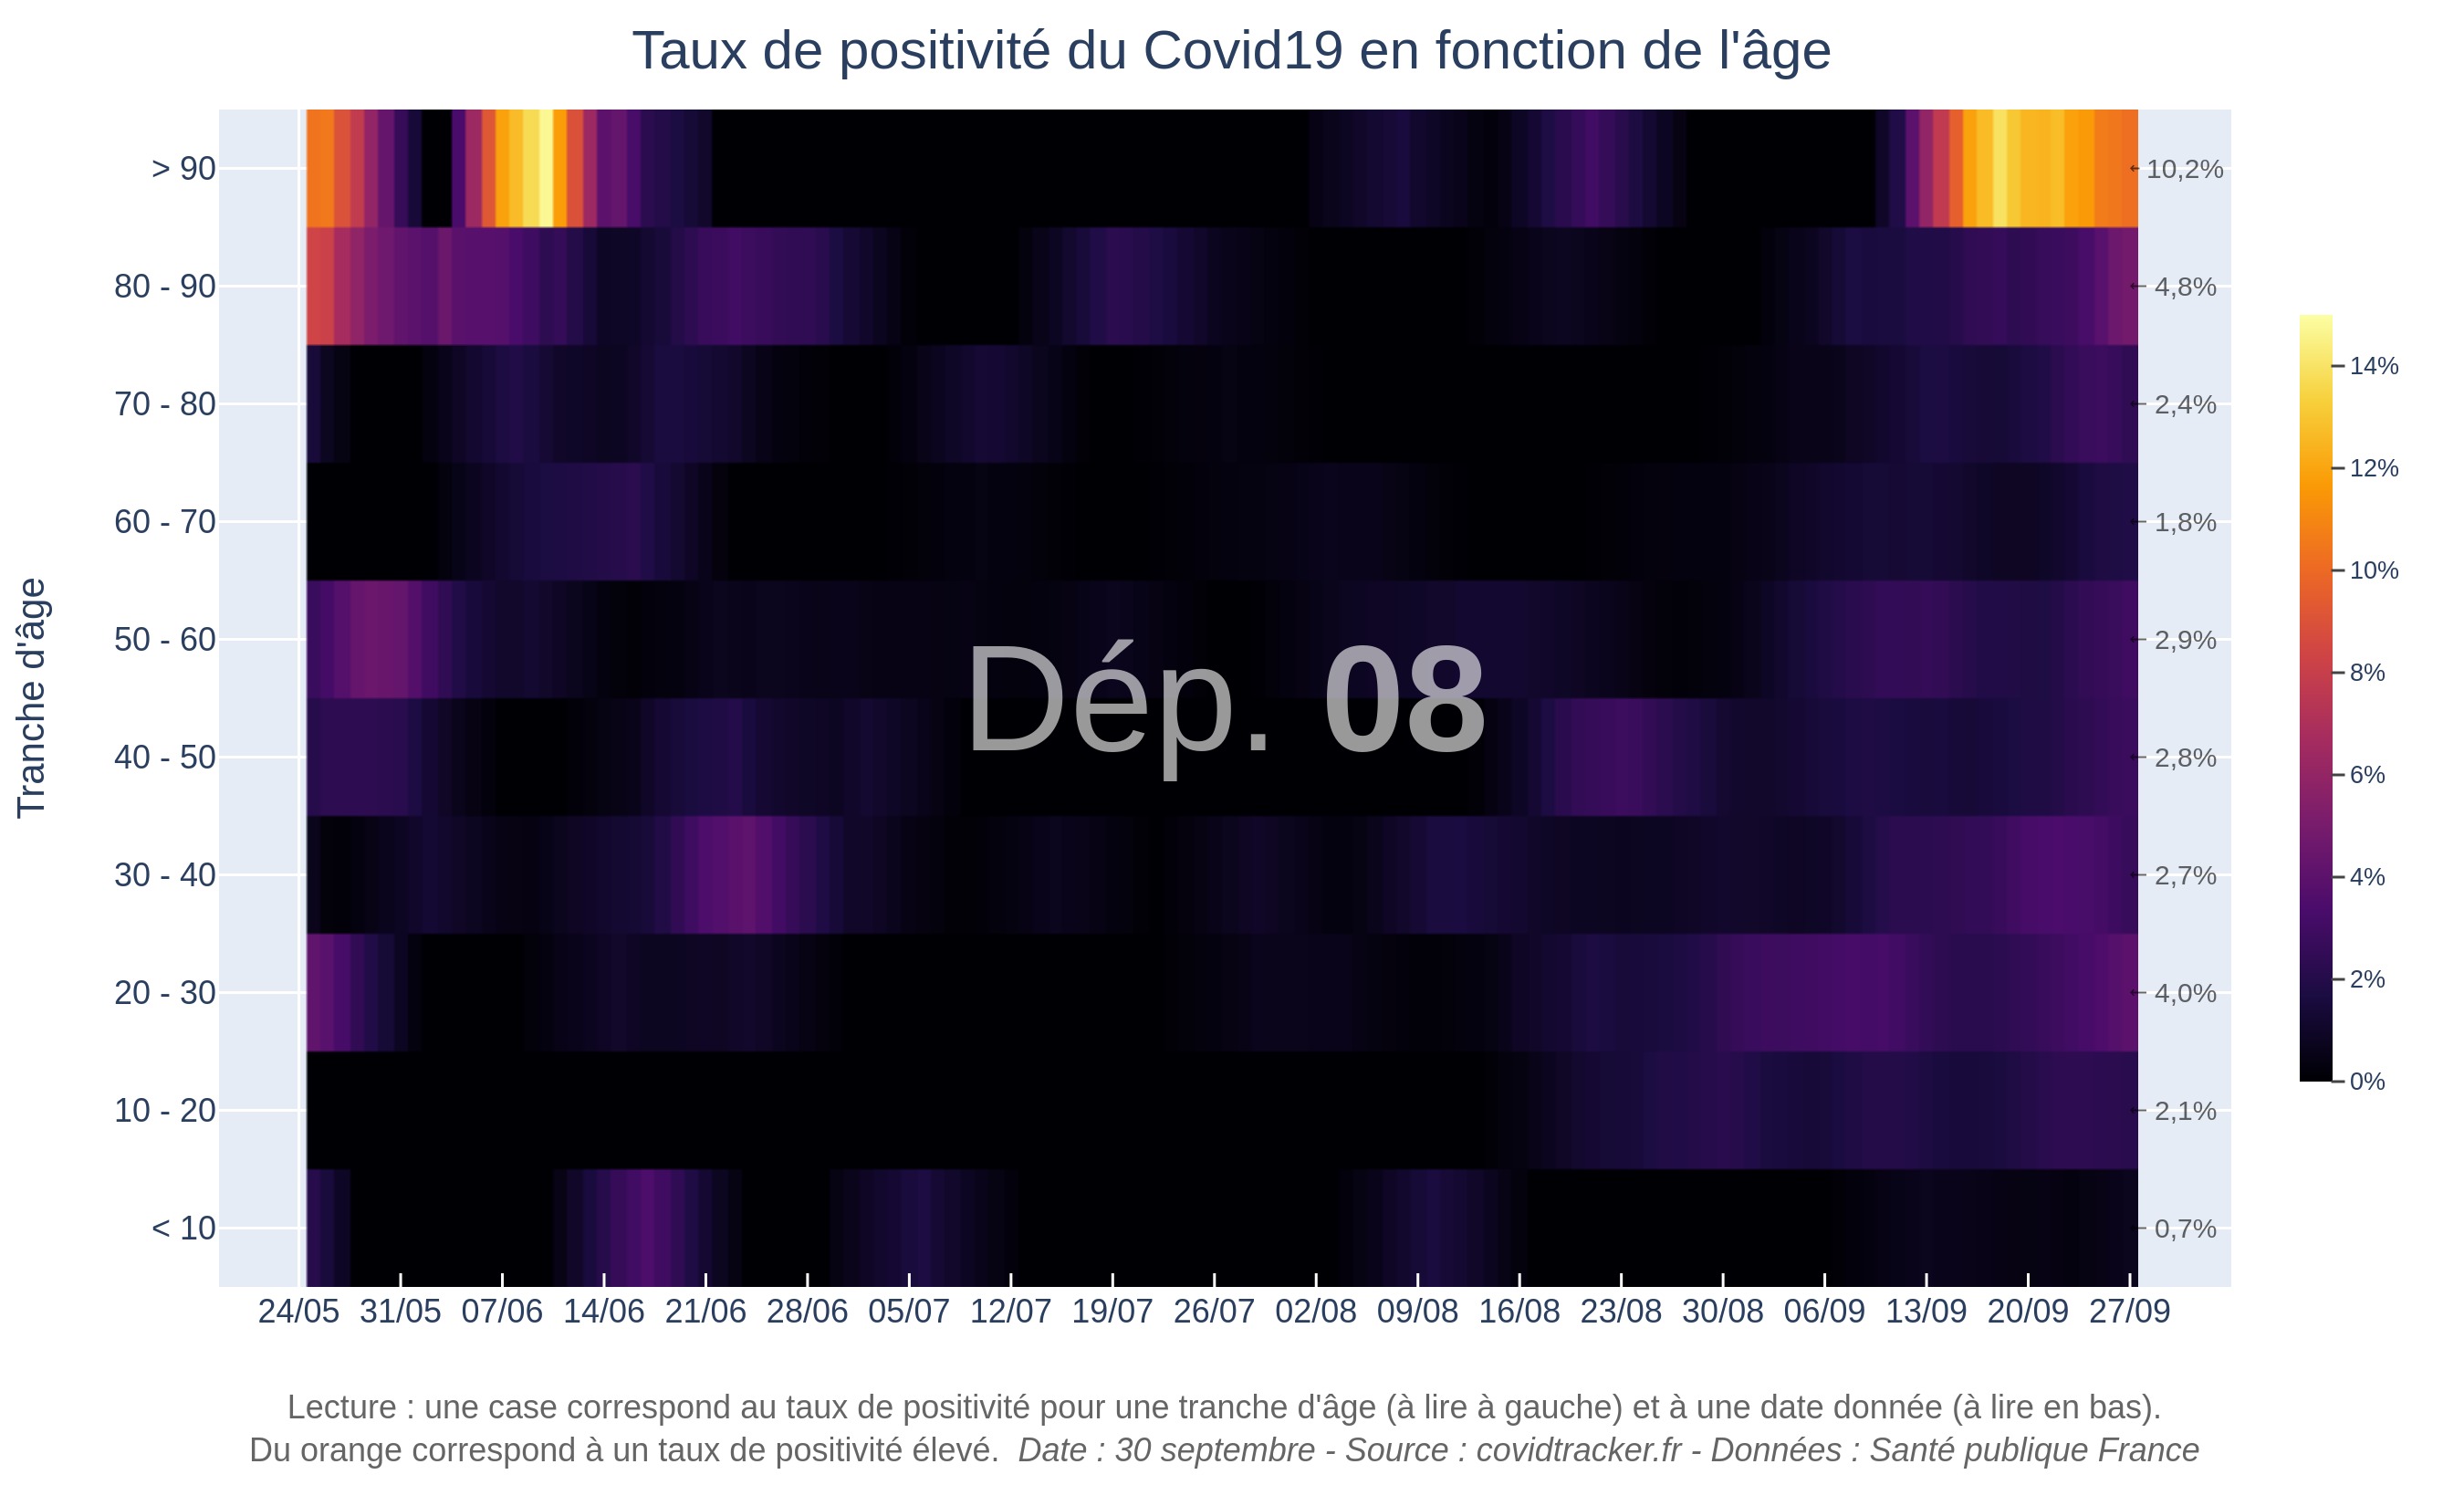 Taux de positivité du Covid19 en fonction de l'âge
Tranche d'âge
> 90
80 - 90
70 - 80
60 - 70
50 - 60
40 - 50
30 - 40
20 - 30
10 - 20
< 10
Dép. 08
10,2%
4,8%
2,4%
1,8%
2,9%
2,8%
2,7%
4,0%
2,1%
0,7%
14%
12%
10%
8%
6%
4%
2%
0%
24/05 31/05 07/06 14/06 21/06 28/06 05/07 12/07 19/07 26/07 02/08 09/08 16/08 23/08 30/08 06/09 13/09 20/09 27/09
Lecture : une case correspond au taux de positivité pour une tranche d'âge (à lire à gauche) et à une date donnée (à lire en bas).
Du orange correspond à un taux de positivité élevé. Date : 30 septembre - Source : covidtracker.fr - Données : Santé publique France